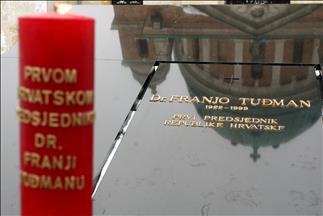 PRVOM
HRVATSKOM
PREDSJEDNIKU
DR.
FRANJI
TUĐMANU
Dr. FRANJO TUĐMAN
1922 - 1999
PRVI PREDSJEDNIK
REPUBLIKE HRVATSKE